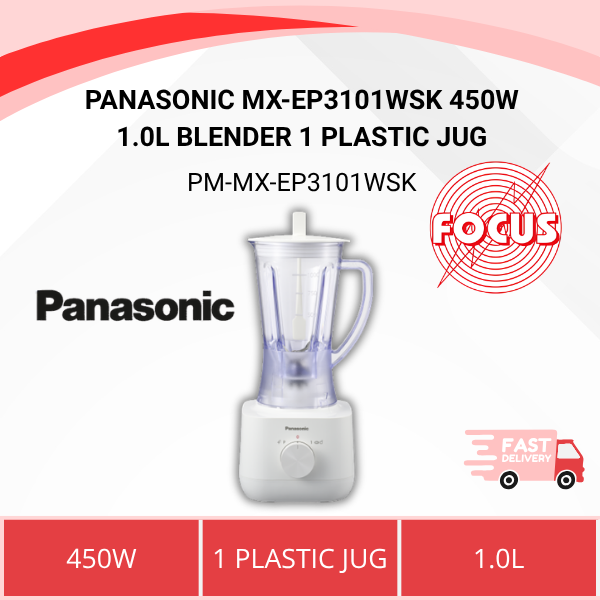 PANASONIC MX-EP3101WSK 450W
1.0L BLENDER 1 PLASTIC JUG
PM-MX-EP3101WSK
FOCUS
Panasonic
Panasonic
FAST
DELIVERY
450W
1 PLASTIC JUG
1.0L